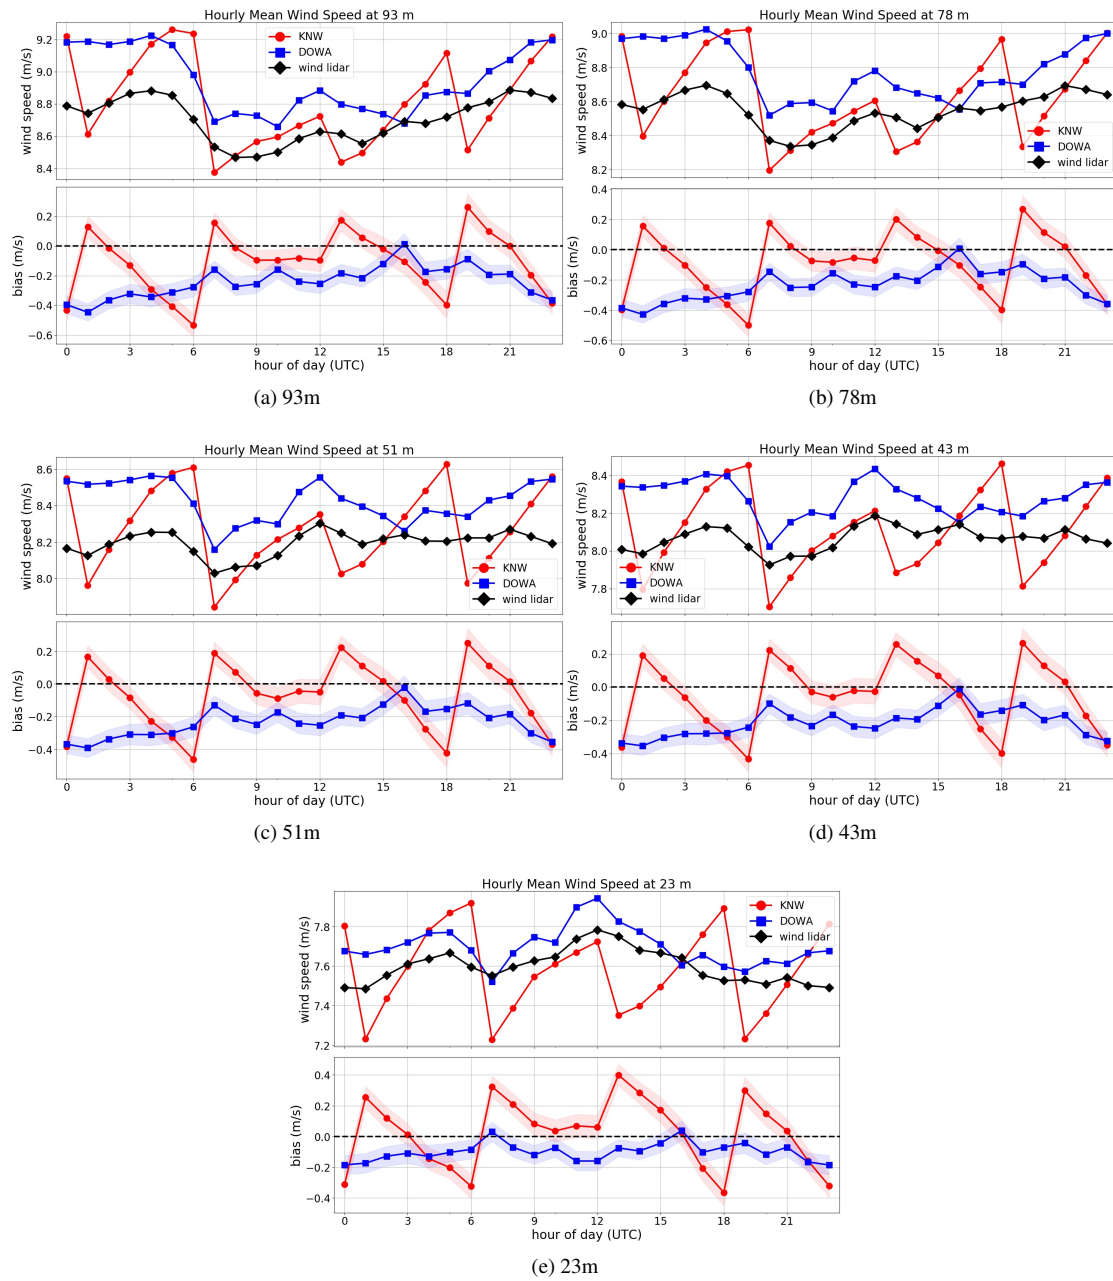 Hourly Mean Wind Speed at 93 m
wind speed (m/s)
9.2
9.0
8.8
8.6
8.4
KNW
DOWA
wind lidar
bias (m/s)
0.2
0.0
−0.2
−0.4
−0.6
0 3 6 9 12 15 18 21
hour of day (UTC)
(a) 93m
Hourly Mean Wind Speed at 78 m
wind speed (m/s)
9.0
8.8
8.6
8.4
8.2
KNW
DOWA
wind lidar
bias (m/s)
0.4
0.2
0.0
−0.2
−0.4
−0.6
0 3 6 9 12 15 18 21
hour of day (UTC)
(b) 78m
Hourly Mean Wind Speed at 51 m
wind speed (m/s)
8.6
8.4
8.2
8.0
KNW
DOWA
wind lidar
bias (m/s)
0.2
0.0
−0.2
−0.4
0 3 6 9 12 15 18 21
hour of day (UTC)
(c) 51m
Hourly Mean Wind Speed at 43 m
wind speed (m/s)
8.4
8.2
8.0
7.8
KNW
DOWA
wind lidar
bias (m/s)
0.2
0.0
−0.2
−0.4
0 3 6 9 12 15 18 21
hour of day (UTC)
(d) 43m
Hourly Mean Wind Speed at 23 m
wind speed (m/s)
7.8
7.6
7.4
7.2
KNW
DOWA
wind lidar
bias (m/s)
0.4
0.2
0.0
−0.2
−0.4
0 3 6 9 12 15 18 21
hour of day (UTC)
(e) 23m